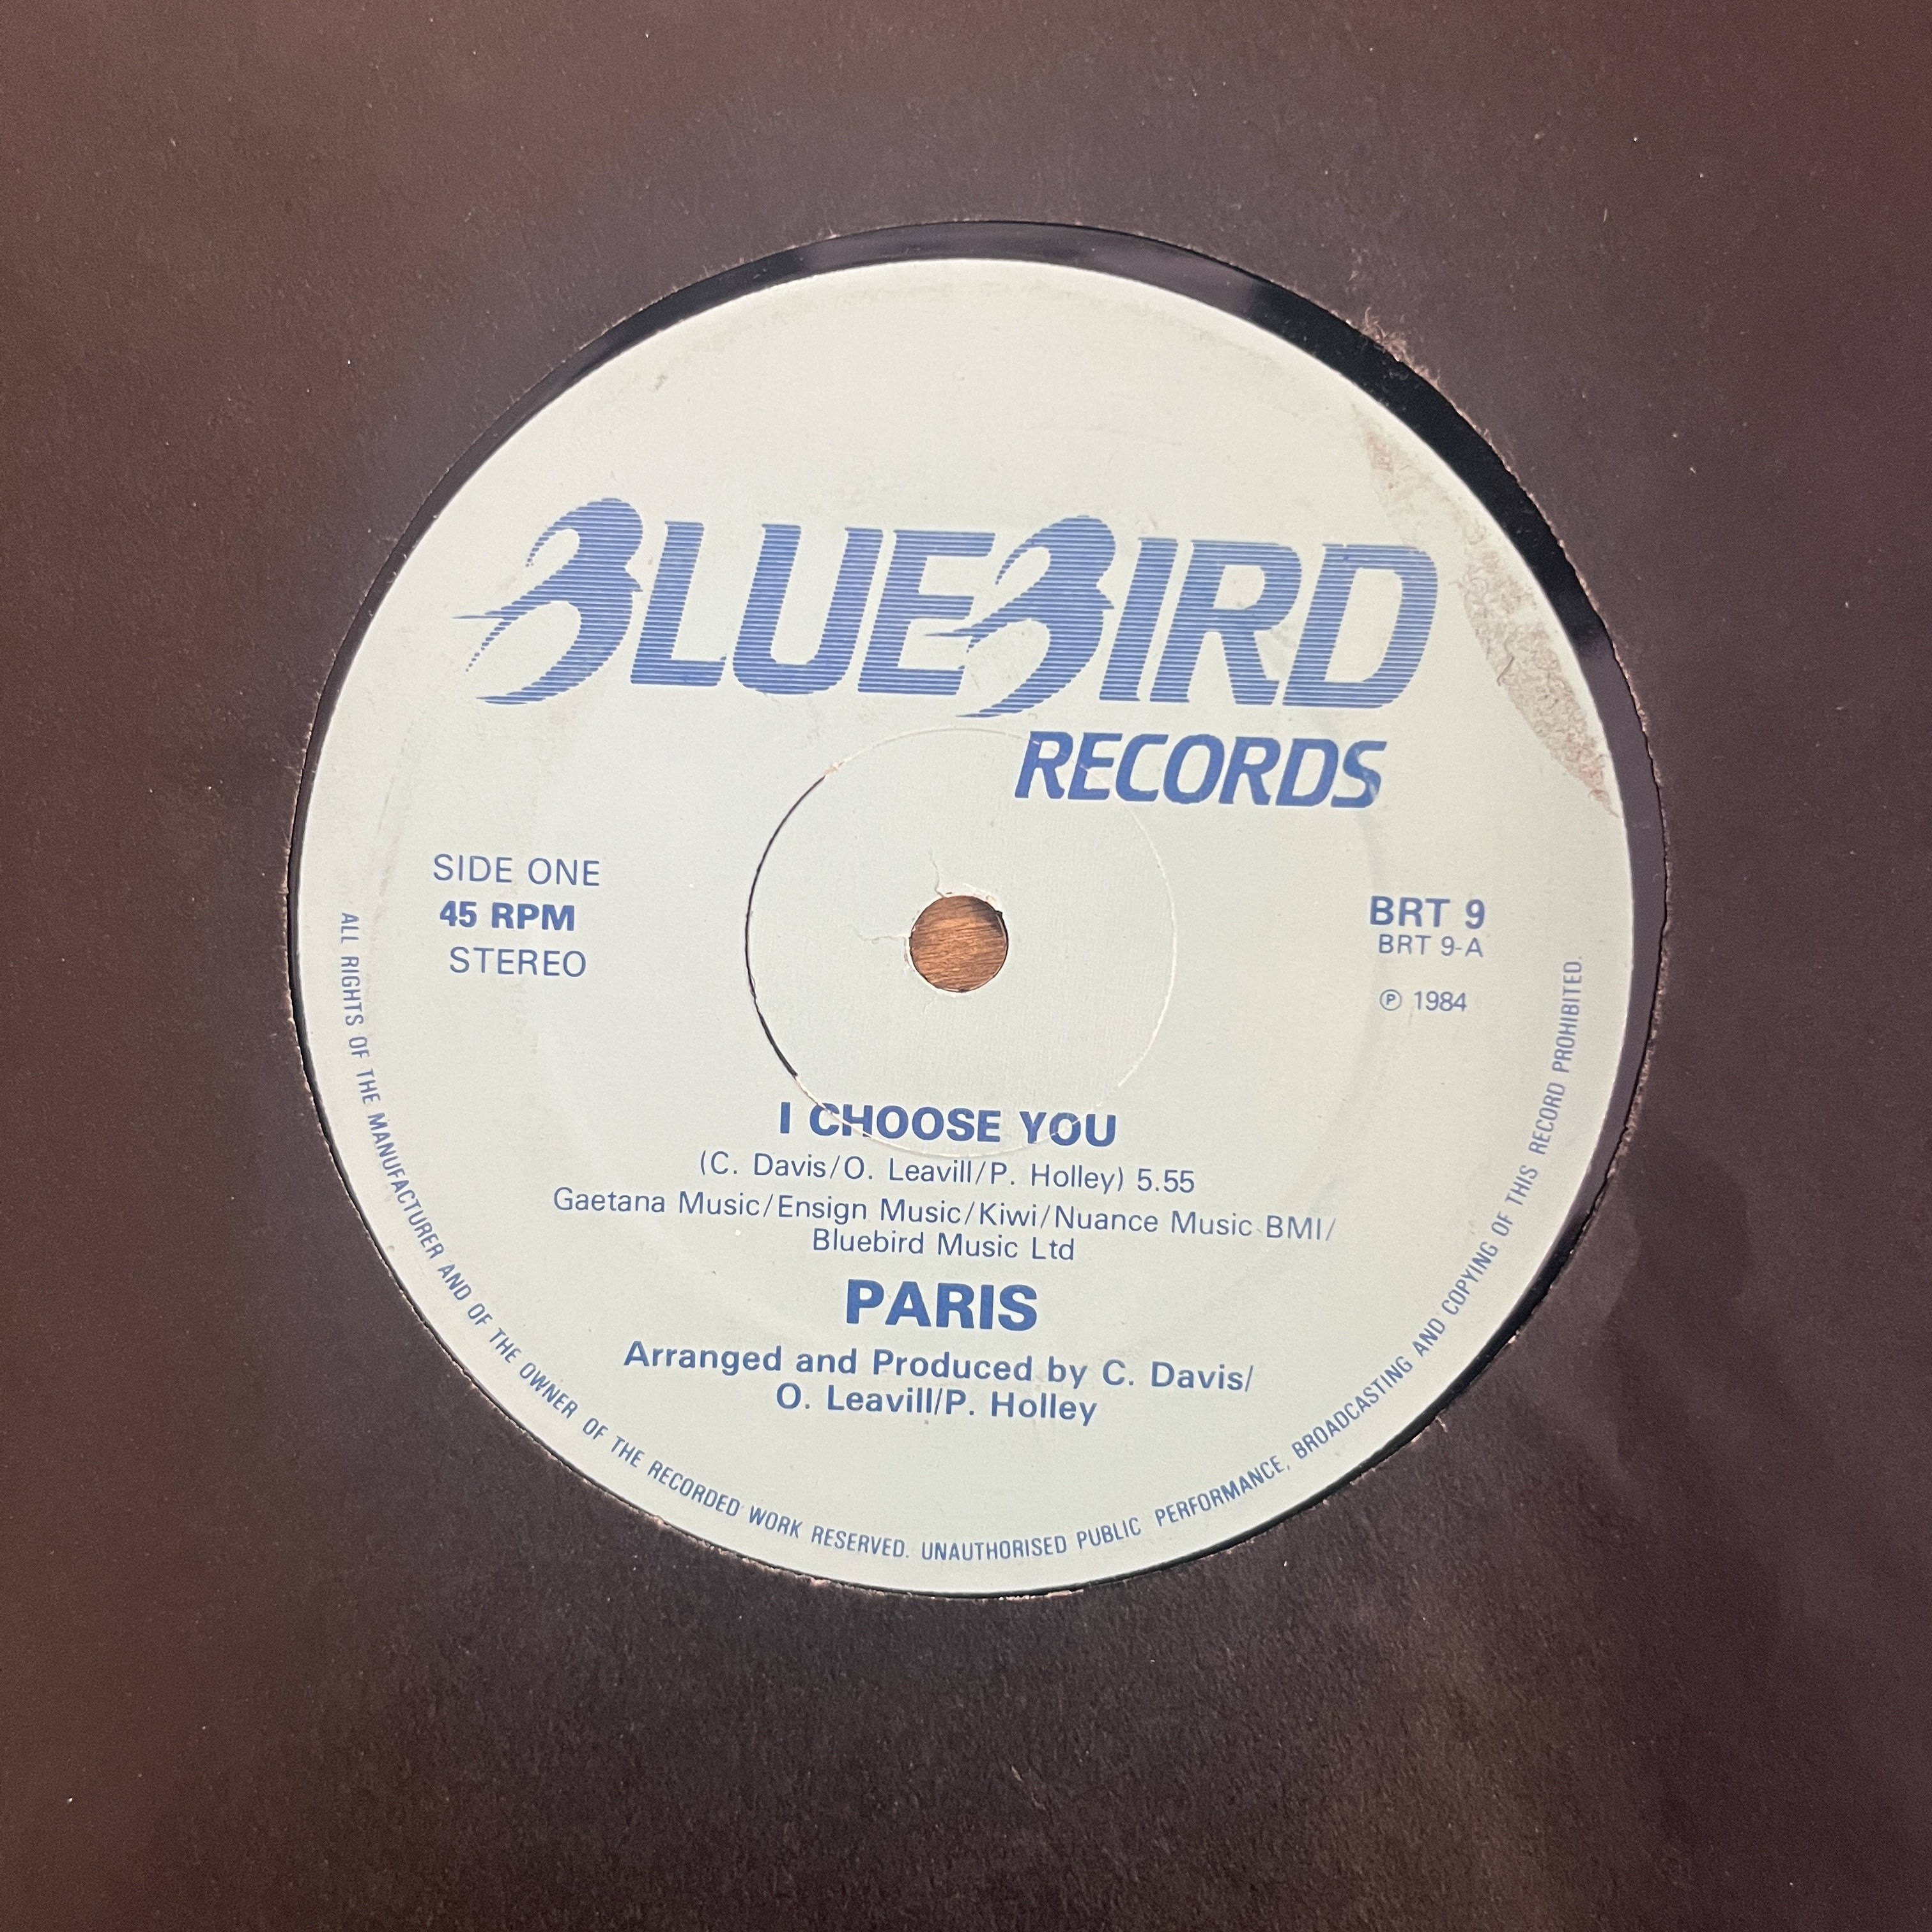 BLUEBIRD
RECORDS
SIDE ONE
45 RPM
STEREO
BRT 9
BRT 9-A
℗ 1984
I CHOOSE YOU
(C. Davis/O. Leavill/P. Holley) 5.55
Gaetana Music/Ensign Music/Kiwi/Nuance Music BMI/
Bluebird Music Ltd
PARIS
Arranged and Produced by C. Davis/
O. Leavill/P. Holley
ALL RIGHTS OF THE MANUFACTURER AND OF THE OWNER OF THE RECORDED WORK RESERVED. UNAUTHORISED PUBLIC PERFORMANCE, BROADCASTING AND COPYING OF THIS RECORD PROHIBITED.